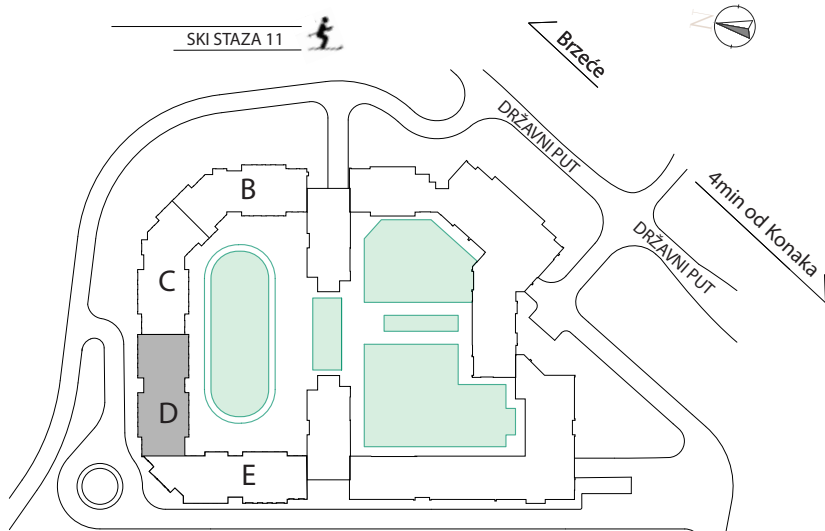 SKI STAZA 11
N
Brzeće
DRŽAVNI PUT
4min od Konaka
DRŽAVNI PUT
B
C
D
E